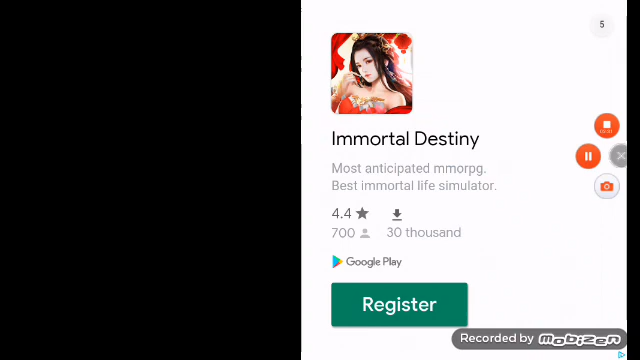 5
Immortal Destiny
Most anticipated mmorpg.
Best immortal life simulator.
4.4
700 30 thousand
Google Play
Register
Recorded by
MOBIZEN